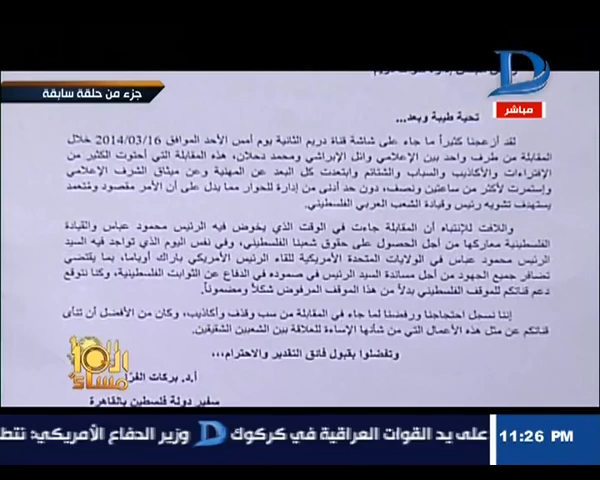 جزء من حلقة سابقة
مباشر
تحية طيبة وبعد...
لقد أزعجنا كثيراً ما جاء على شاشة قناة دريم الثانية يوم أمس الأحد الموافق 2014/03/16 خلال
المقابلة من طرف واحد بين الإعلامي وائل الإبراشي ومحمد دحلان، هذه المقابلة التي أحتوت الكثير من
الإفتراءات والأكاذيب والسباب والشتائم وابتعدت كل البعد عن المهنية وعن ميثاق الشرف الإعلامي
وإستمرت لأكثر من ساعتين ونصف، دون حد أدنى من إدارة للحوار مما يدل على أن الأمر مقصود ومُتعمد
يستهدف تشويه رئيس وقيادة الشعب العربي الفلسطيني.
واللافت للإنتباه أن المقابلة جاءت في الوقت الذي يخوض فيه الرئيس محمود عباس والقيادة
الفلسطينية معاركها من أجل الحصول على حقوق شعبنا الفلسطيني، وفي نفس اليوم الذي تواجد فيه السيد
الرئيس محمود عباس في الولايات المتحدة الأمريكية للقاء الرئيس الأمريكي باراك أوباما، بما يقتضي
تضافر جميع الجهود من أجل مساندة السيد الرئيس في صموده في الدفاع عن الثوابت الفلسطينية، وكنا نتوقع
دعم قناتكم للموقف الفلسطيني بدلاً من هذا الموقف المرفوض شكلاً ومضموناً.
إننا نسجل احتجاجنا ورفضنا لما جاء في المقابلة من سب وقذف وأكاذيب، وكان من الأفضل أن تنأى
قناتكم عن مثل هذه الأعمال التي من شأنها الإساءة للعلاقة بين الشعبين الشقيقين.
وتفضلوا بقبول فائق التقدير والاحترام،،،
أ.د. بركات الفرا
سفير دولة فلسطين بالقاهرة
العاشرة مساءً
على يد القوات العراقية في كركوك وزير الدفاع الأمريكي:
11:26 PM